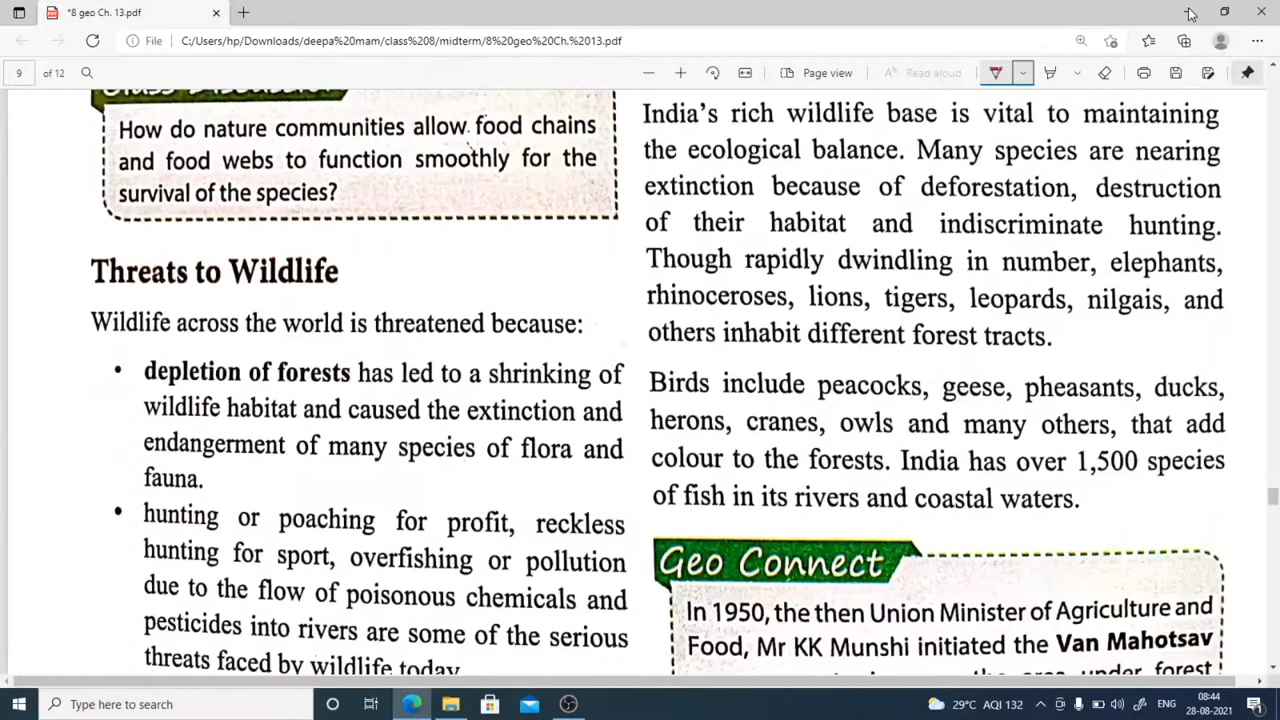 *8 geo Ch. 13.pdf
File
C:/Users/hp/Downloads/deepa%20mam/class%208/midterm/8%20geo%20Ch.%2013.pdf
9 of 12
Page view
Read aloud
How do nature communities allow food chains
and food webs to function smoothly for the
survival of the species?
Threats to Wildlife
Wildlife across the world is threatened because:
• depletion of forests has led to a shrinking of
wildlife habitat and caused the extinction and
endangerment of many species of flora and
fauna.
• hunting or poaching for profit, reckless
hunting for sport, overfishing or pollution
due to the flow of poisonous chemicals and
pesticides into rivers are some of the serious
threats faced by wildlife today
India's rich wildlife base is vital to maintaining
the ecological balance. Many species are nearing
extinction because of deforestation, destruction
of their habitat and indiscriminate hunting.
Though rapidly dwindling in number, elephants,
rhinoceroses, lions, tigers, leopards, nilgais, and
others inhabit different forest tracts.
Birds include peacocks, geese, pheasants, ducks,
herons, cranes, owls and many others, that add
colour to the forests. India has over 1,500 species
of fish in its rivers and coastal waters.
Geo Connect
In 1950, the then Union Minister of Agriculture and
Food, Mr KK Munshi initiated the Van Mahotsav
the area under forest
Type here to search
29°C AQI 132
ENG
08:44
28-08-2021